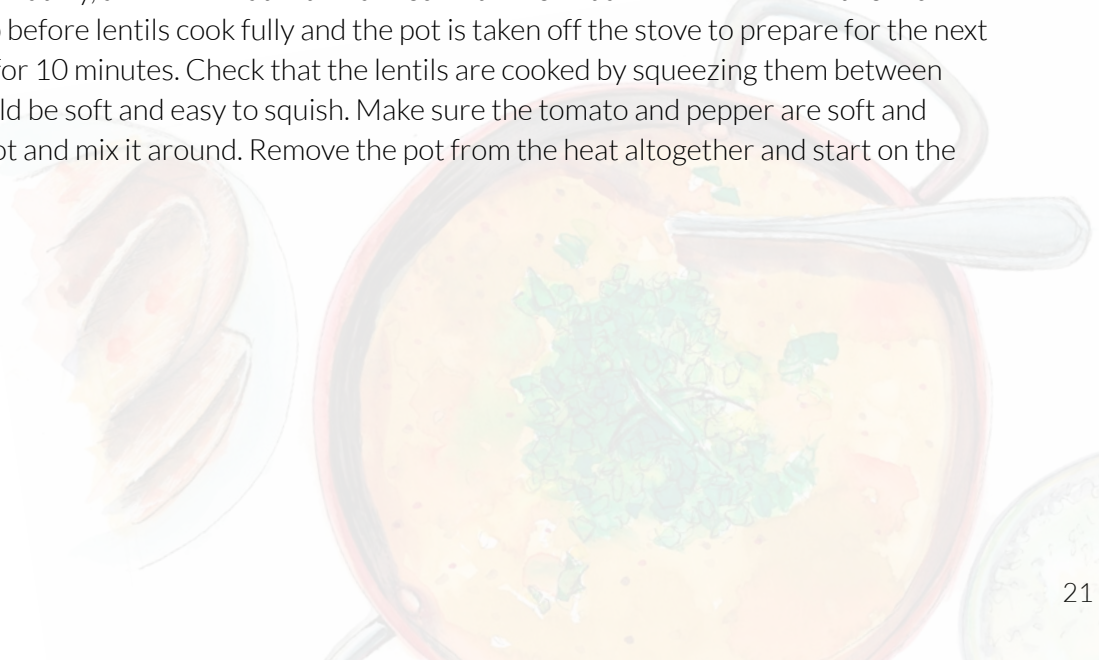 before lentils cook fully and the pot is taken off the stove to prepare for the next
for 10 minutes. Check that the lentils are cooked by squeezing them between
be soft and easy to squish. Make sure the tomato and pepper are soft and
and mix it around. Remove the pot from the heat altogether and start on the
21